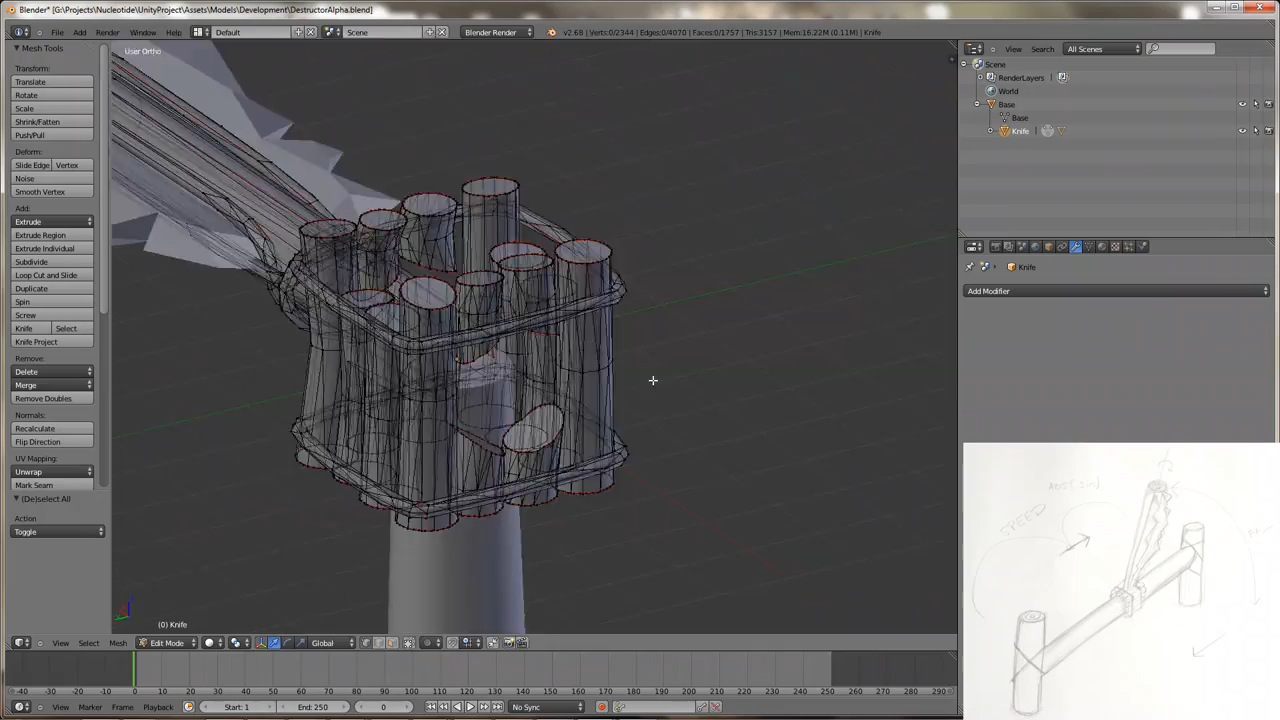 Blender* [G:\Projects\Nucleotide\UnityProject\Assets\Models\Development\DestructorAlpha.blend]
File Add Render Window Help Default Scene Blender Render v2.68 | Verts:0/2344 | Edges:0/4070 | Faces:0/1757 | Tris:3157 | Mem:16.22M (0.11M) | Knife
Mesh Tools
Transform:
Translate
Rotate
Scale
Shrink/Fatten
Push/Pull
Deform:
Slide Edge Vertex
Noise
Smooth Vertex
Add:
Extrude
Extrude Region
Extrude Individual
Subdivide
Loop Cut and Slide
Duplicate
Spin
Screw
Knife Select
Knife Project
Remove:
Delete
Merge
Remove Doubles
Normals:
Recalculate
Flip Direction
UV Mapping:
Unwrap
Mark Seam
(De)select All
Action
Toggle
User Ortho
(0) Knife
View Select Mesh Edit Mode Global
View Search All Scenes
Scene
RenderLayers |
World
Base
Base
Knife |
Knife
Add Modifier
SPEED
-40 -30 -20 -10 0 10 20 30 40 50 60 70 80 90 100 110 120 130 140 150 160 170 180 190 200 210 220 230 240 250 260 270 280 290
View Marker Frame Playback Start: 1 End: 250 0 No Sync